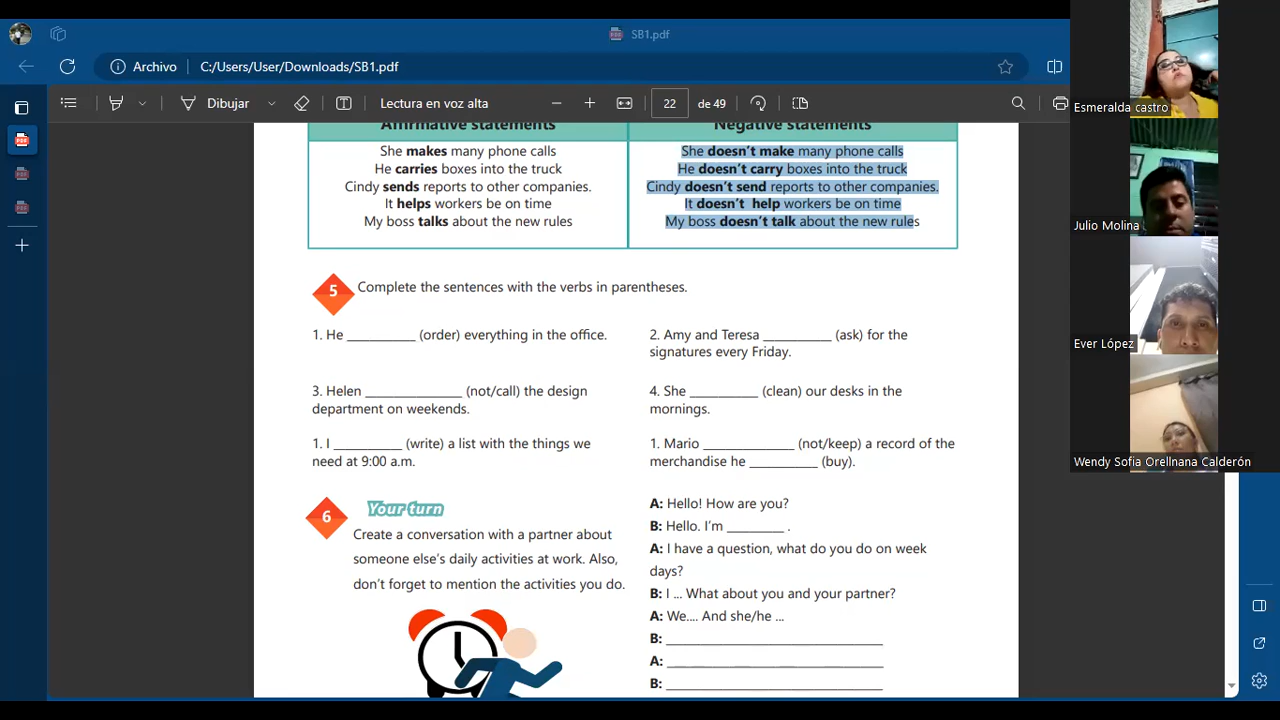 SB1.pdf
Archivo C:/Users/User/Downloads/SB1.pdf
Dibujar Lectura en voz alta 22 de 49
Affirmative statements
She makes many phone calls
He carries boxes into the truck
Cindy sends reports to other companies.
It helps workers be on time
My boss talks about the new rules
Negative statements
She doesn't make many phone calls
He doesn't carry boxes into the truck
Cindy doesn't send reports to other companies.
It doesn't help workers be on time
My boss doesn't talk about the new rules
5 Complete the sentences with the verbs in parentheses.
1. He __________ (order) everything in the office.
2. Amy and Teresa __________ (ask) for the
signatures every Friday.
3. Helen ______________ (not/call) the design
department on weekends.
4. She __________ (clean) our desks in the
mornings.
1. I __________ (write) a list with the things we
need at 9:00 a.m.
1. Mario _____________ (not/keep) a record of the
merchandise he __________ (buy).
6 Your turn
Create a conversation with a partner about
someone else's daily activities at work. Also,
don't forget to mention the activities you do.
A: Hello! How are you?
B: Hello. I'm ________ .
A: I have a question, what do you do on week
days?
B: I ... What about you and your partner?
A: We.... And she/he ...
B: ________________________________
A: ________________________________
B: ________________________________
Esmeralda castro
Julio Molina
Ever López
Wendy Sofia Orellnana Calderón